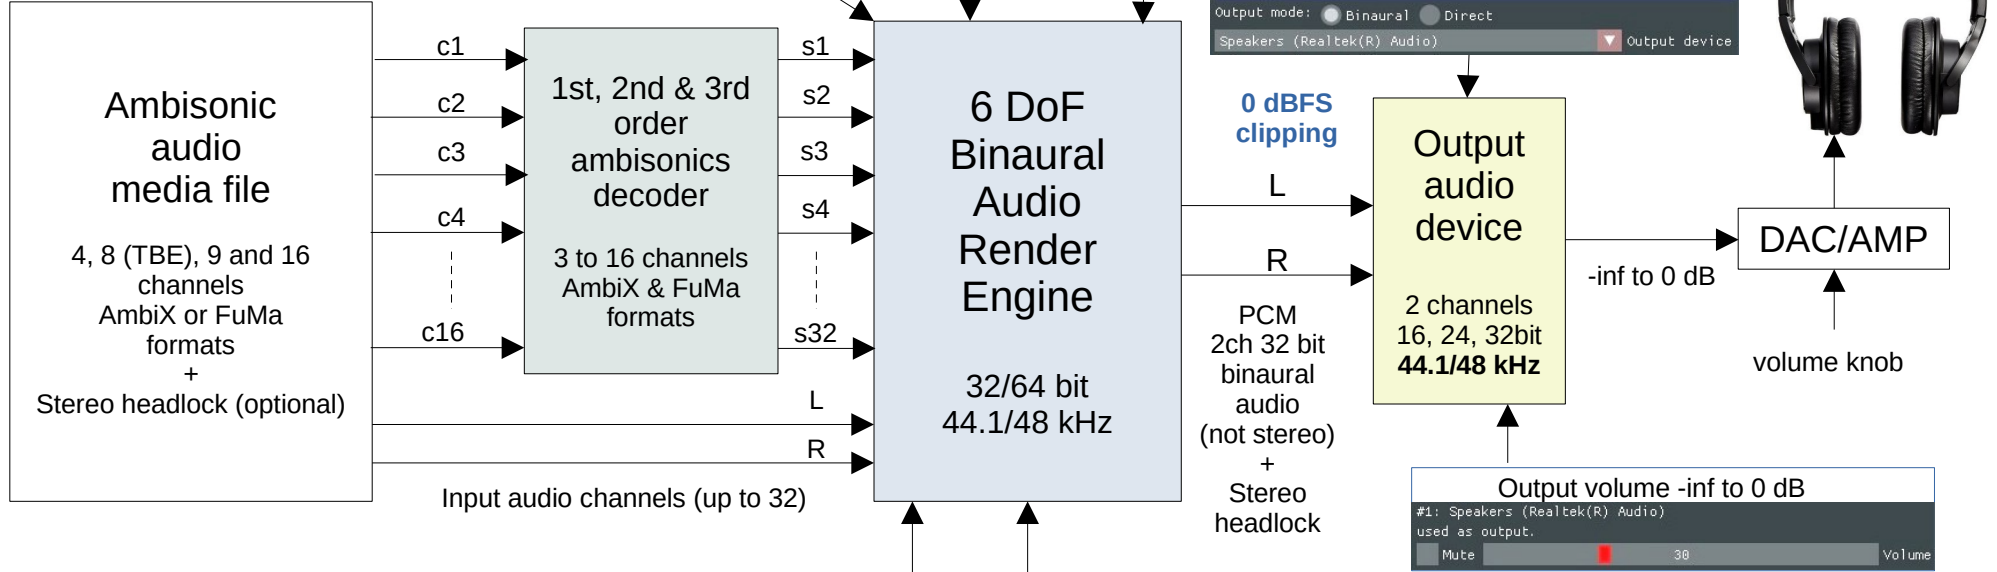 Ambisonic
audio
media file
4, 8 (TBE), 9 and 16
channels
AmbiX or FuMa
formats
+
Stereo headlock (optional)
c1
c2
c3
c4
c16
1st, 2nd & 3rd
order
ambisonics
decoder
3 to 16 channels
AmbiX & FuMa
formats
s1
s2
s3
s4
s32
L
R
Input audio channels (up to 32)
6 DoF
Binaural
Audio
Render
Engine
32/64 bit
44.1/48 kHz
Output mode: Binaural Direct
Speakers (Realtek(R) Audio) Output device
0 dBFS
clipping
L
R
PCM
2ch 32 bit
binaural
audio
(not stereo)
+
Stereo
headlock
Output
audio
device
2 channels
16, 24, 32bit
44.1/48 kHz
-inf to 0 dB
DAC/AMP
volume knob
Output volume -inf to 0 dB
#1: Speakers (Realtek(R) Audio)
used as output.
Mute 30 Volume